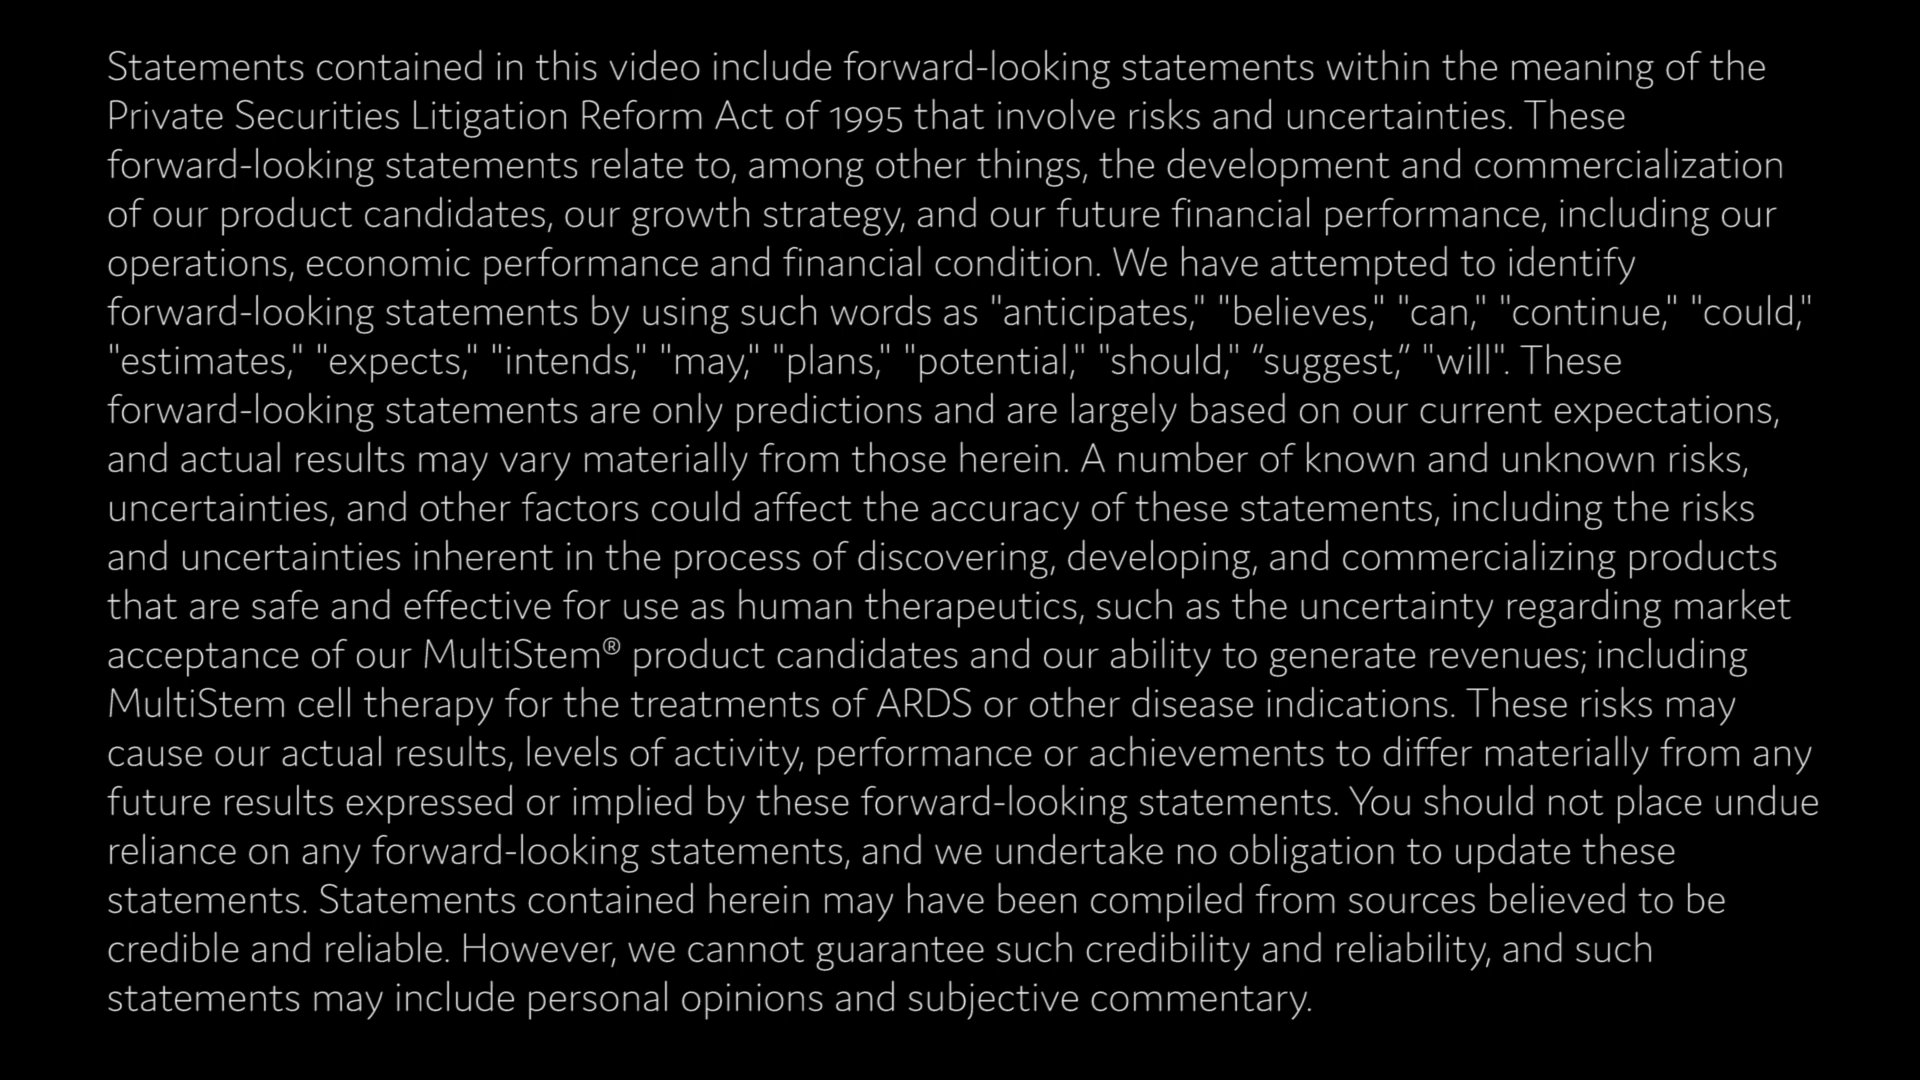 Statements contained in this video include forward-looking statements within the meaning of the
Private Securities Litigation Reform Act of 1995 that involve risks and uncertainties. These
forward-looking statements relate to, among other things, the development and commercialization
of our product candidates, our growth strategy, and our future financial performance, including our
operations, economic performance and financial condition. We have attempted to identify
forward-looking statements by using such words as "anticipates," "believes," "can," "continue," "could,"
"estimates," "expects," "intends," "may," "plans," "potential," "should," “suggest,” "will". These
forward-looking statements are only predictions and are largely based on our current expectations,
and actual results may vary materially from those herein. A number of known and unknown risks,
uncertainties, and other factors could affect the accuracy of these statements, including the risks
and uncertainties inherent in the process of discovering, developing, and commercializing products
that are safe and effective for use as human therapeutics, such as the uncertainty regarding market
acceptance of our MultiStem® product candidates and our ability to generate revenues; including
MultiStem cell therapy for the treatments of ARDS or other disease indications. These risks may
cause our actual results, levels of activity, performance or achievements to differ materially from any
future results expressed or implied by these forward-looking statements. You should not place undue
reliance on any forward-looking statements, and we undertake no obligation to update these
statements. Statements contained herein may have been compiled from sources believed to be
credible and reliable. However, we cannot guarantee such credibility and reliability, and such
statements may include personal opinions and subjective commentary.